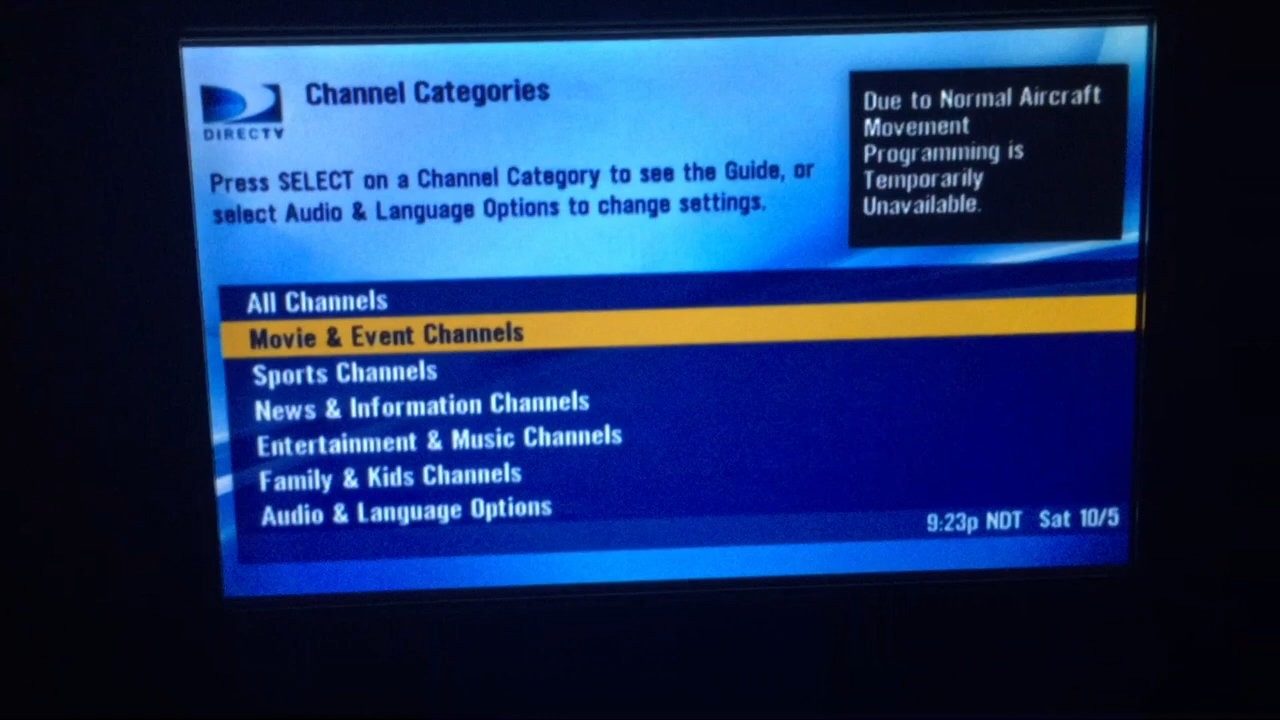 Channel Categories
DIRECTV
Press SELECT on a Channel Category to see the Guide, or
select Audio & Language Options to change settings.
Due to Normal Aircraft
Movement
Programming is
Temporarily
Unavailable.
All Channels
Movie & Event Channels
Sports Channels
News & Information Channels
Entertainment & Music Channels
Family & Kids Channels
Audio & Language Options
9:23p NDT Sat 10/5